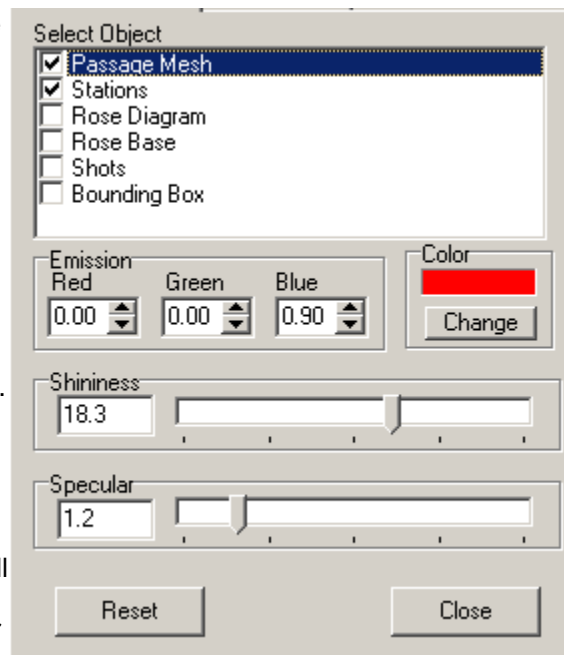 Select Object
Passage Mesh
Stations
Rose Diagram
Rose Base
Shots
Bounding Box
Emission
Red Green Blue
0.00 0.00 0.90
Color
Change
.
Shininess
18.3
Specular
1.2
ll
Reset Close